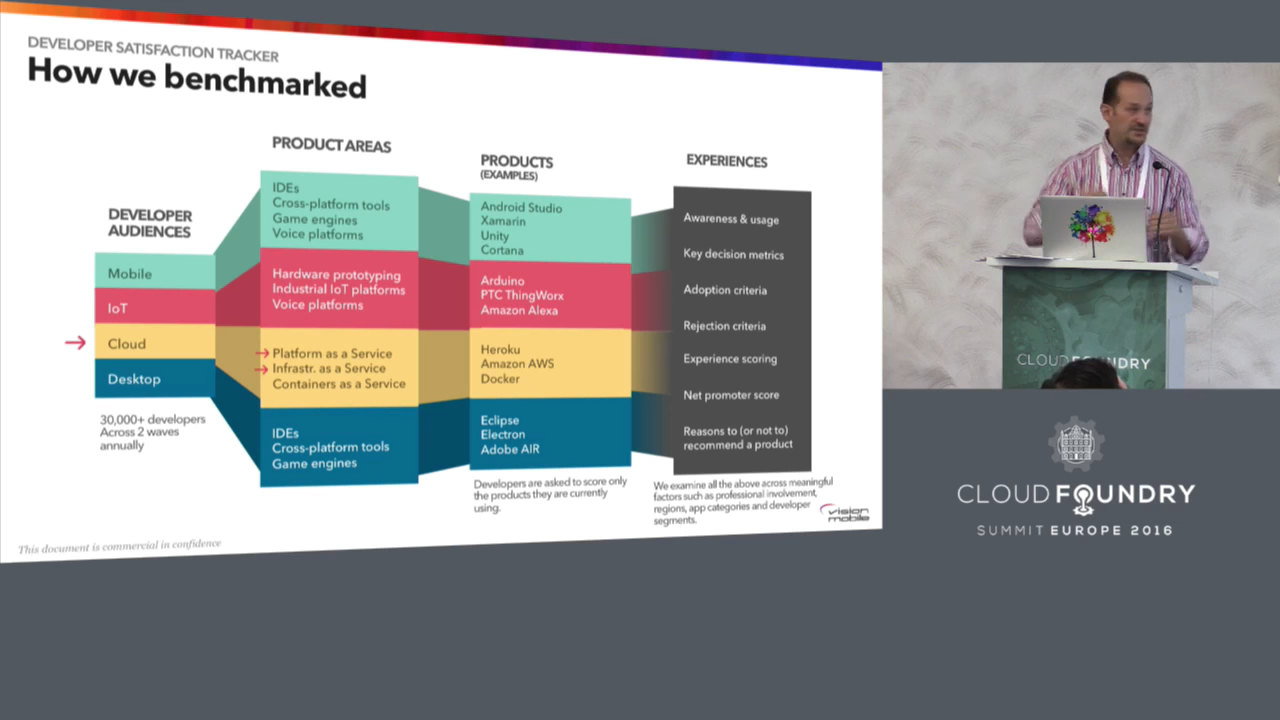 DEVELOPER SATISFACTION TRACKER
How we benchmarked
DEVELOPER
AUDIENCES
Mobile
IoT
Cloud
Desktop
30,000+ developers
Across 2 waves
annually
PRODUCT AREAS
IDEs
Cross-platform tools
Game engines
Voice platforms
Hardware prototyping
Industrial IoT platforms
Voice platforms
Platform as a Service
Infrastr. as a Service
Containers as a Service
IDEs
Cross-platform tools
Game engines
PRODUCTS
(EXAMPLES)
Android Studio
Xamarin
Unity
Cortana
Arduino
PTC ThingWorx
Amazon Alexa
Heroku
Amazon AWS
Docker
Eclipse
Electron
Adobe AIR
Developers are asked to score only
the products they are currently
using.
EXPERIENCES
Awareness & usage
Key decision metrics
Adoption criteria
Rejection criteria
Experience scoring
Net promoter score
Reasons to (or not to)
recommend a product
We examine all the above across meaningful
factors such as professional involvement,
regions, app categories and developer
segments.
vision
mobile
This document is commercial in confidence
CLOUD FOUNDRY
CLOUD FOUNDRY
SUMMIT EUROPE 2016